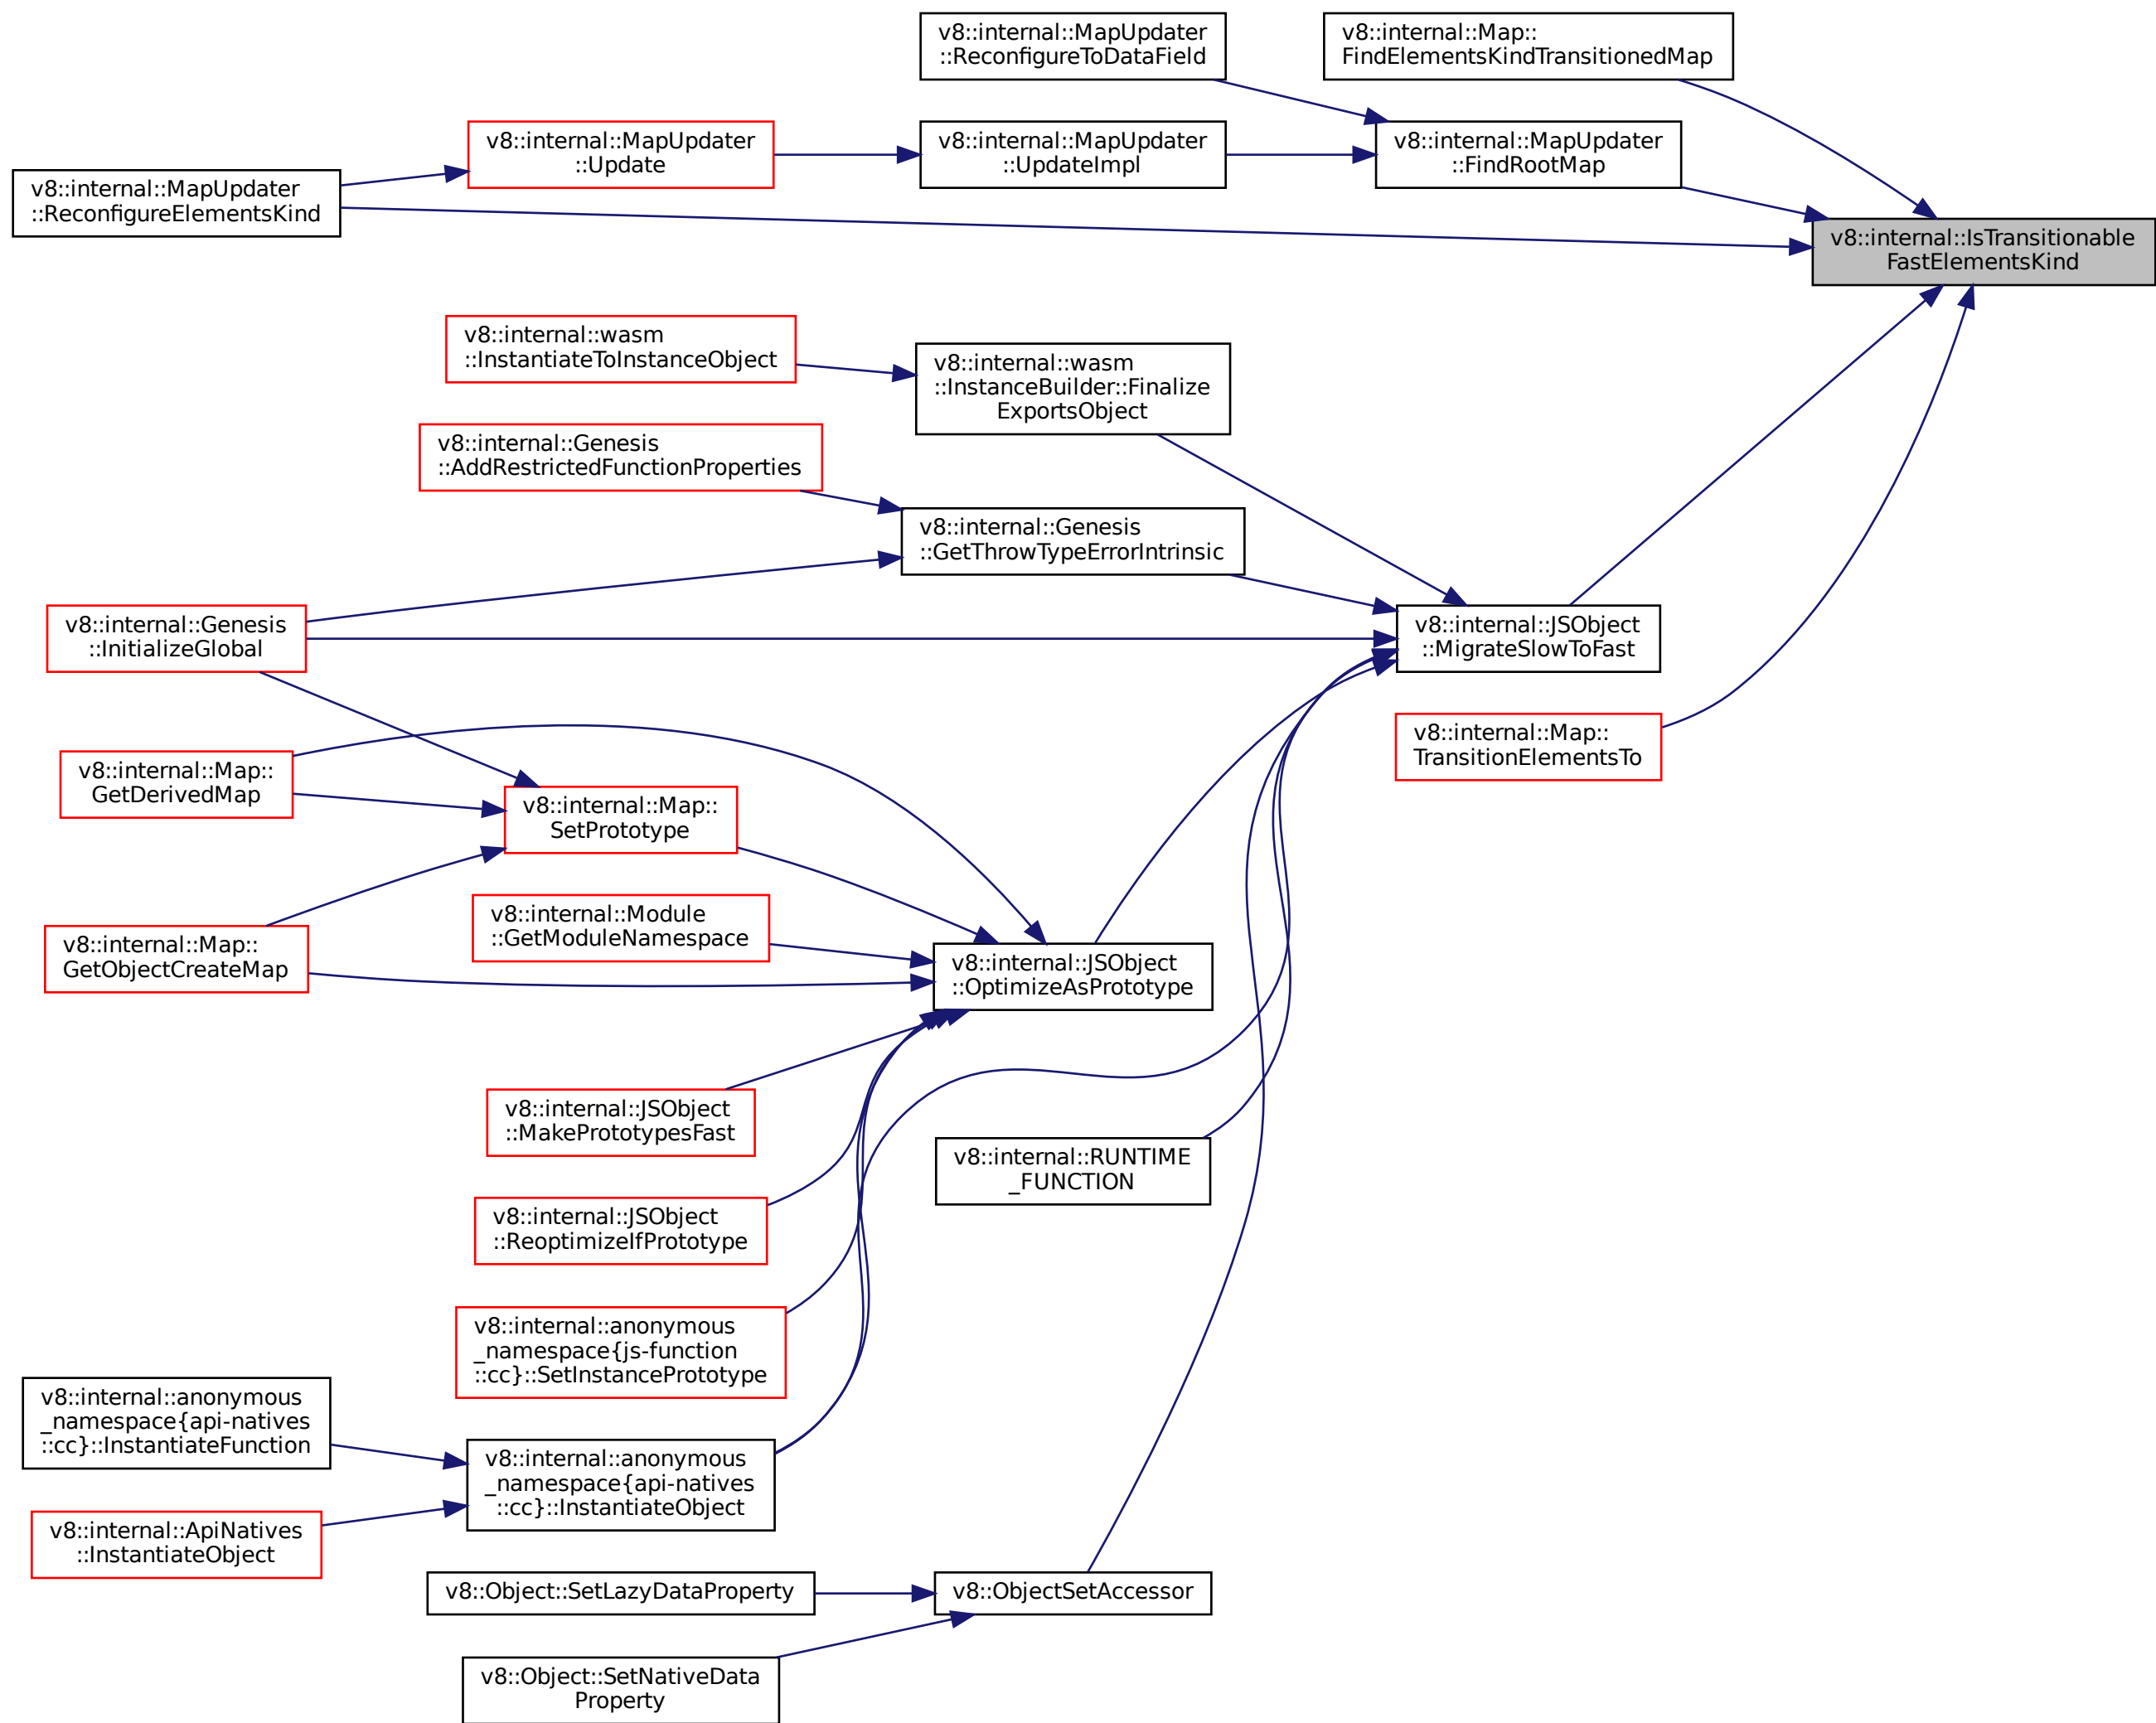 v8::internal::MapUpdater
::ReconfigureToDataField
v8::internal::Map::
FindElementsKindTransitionedMap
v8::internal::MapUpdater
::Update
v8::internal::MapUpdater
::UpdateImpl
v8::internal::MapUpdater
::FindRootMap
v8::internal::MapUpdater
::ReconfigureElementsKind
v8::internal::IsTransitionable
FastElementsKind
v8::internal::wasm
::InstantiateToInstanceObject
v8::internal::wasm
::InstanceBuilder::Finalize
ExportsObject
v8::internal::Genesis
::AddRestrictedFunctionProperties
v8::internal::Genesis
::GetThrowTypeErrorIntrinsic
v8::internal::Genesis
::InitializeGlobal
v8::internal::JSObject
::MigrateSlowToFast
v8::internal::Map::
TransitionElementsTo
v8::internal::Map::
GetDerivedMap
v8::internal::Map::
SetPrototype
v8::internal::Module
::GetModuleNamespace
v8::internal::Map::
GetObjectCreateMap
v8::internal::JSObject
::OptimizeAsPrototype
v8::internal::JSObject
::MakePrototypesFast
v8::internal::RUNTIME
_FUNCTION
v8::internal::JSObject
::ReoptimizeIfPrototype
v8::internal::anonymous
_namespace{js-function
::cc}::SetInstancePrototype
v8::internal::anonymous
_namespace{api-natives
::cc}::InstantiateFunction
v8::internal::anonymous
_namespace{api-natives
::cc}::InstantiateObject
v8::internal::ApiNatives
::InstantiateObject
v8::Object::SetLazyDataProperty
v8::ObjectSetAccessor
v8::Object::SetNativeData
Property